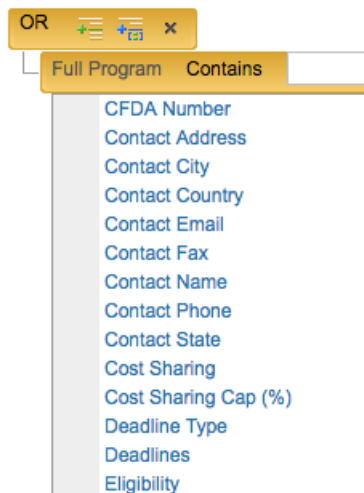 OR
Full Program Contains
CFDA Number
Contact Address
Contact City
Contact Country
Contact Email
Contact Fax
Contact Name
Contact Phone
Contact State
Cost Sharing
Cost Sharing Cap (%)
Deadline Type
Deadlines
Eligibility